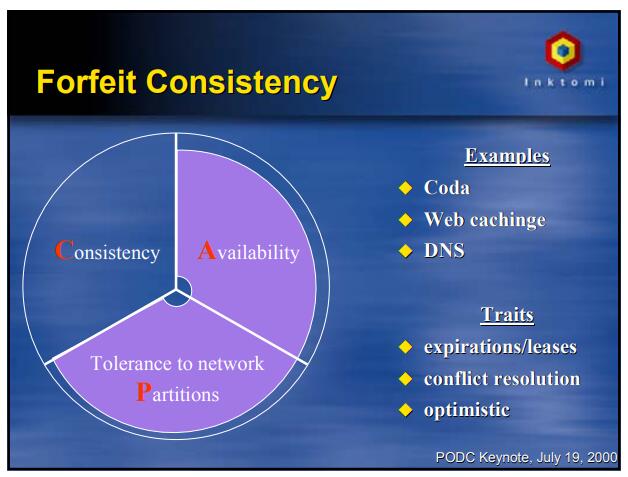 Forfeit Consistency
Inktomi
Consistency
Availability
Tolerance to network
Partitions
Examples
Coda
Web cachinge
DNS
Traits
expirations/leases
conflict resolution
optimistic
PODC Keynote, July 19, 2000